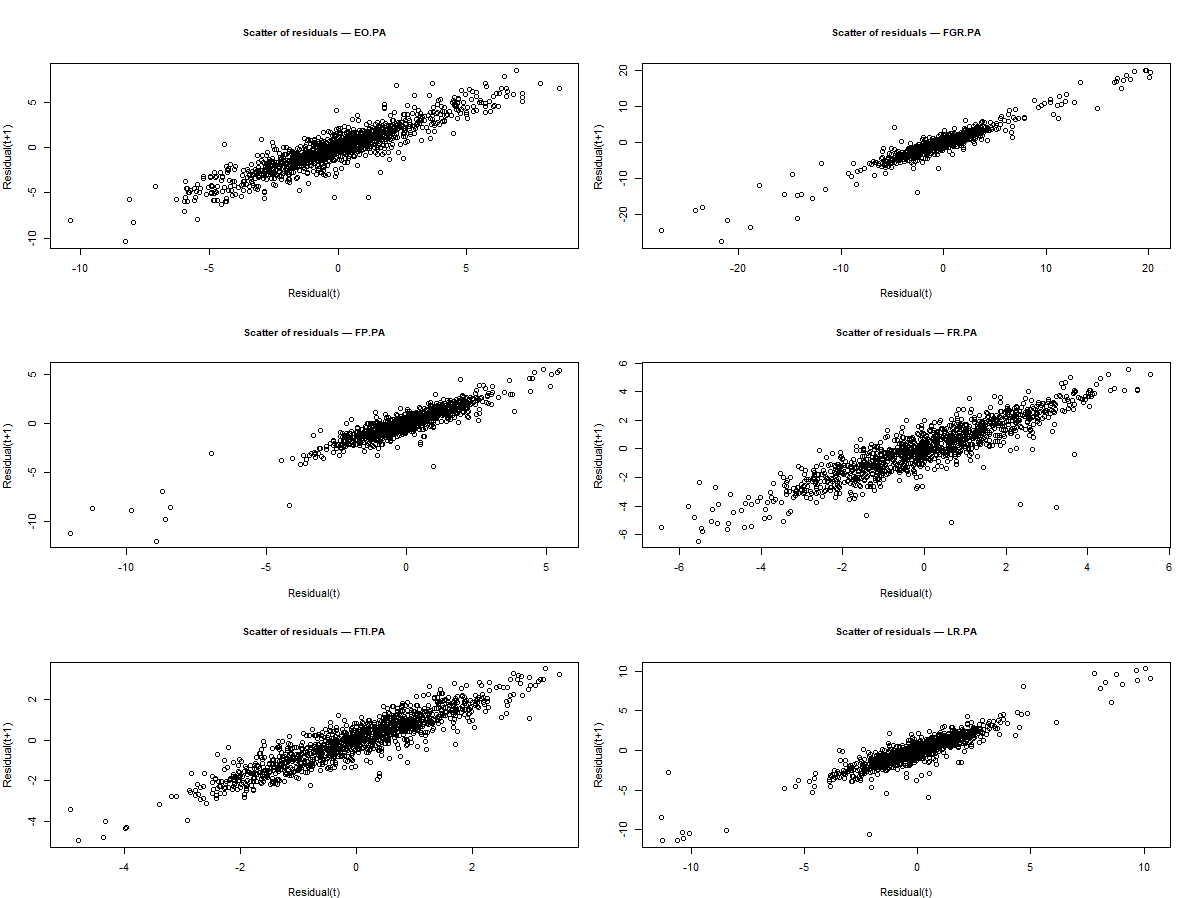 Scatter of residuals — EO.PA
Residual(t+1)
5
0
-5
-10
-10 -5 0 5
Residual(t)
Scatter of residuals — FGR.PA
Residual(t+1)
20
10
0
-10
-20
-20 -10 0 10 20
Residual(t)
Scatter of residuals — FP.PA
Residual(t+1)
5
0
-5
-10
-10 -5 0 5
Residual(t)
Scatter of residuals — FR.PA
Residual(t+1)
6
4
2
0
-2
-4
-6
-6 -4 -2 0 2 4 6
Residual(t)
Scatter of residuals — FTI.PA
Residual(t+1)
2
0
-2
-4
-4 -2 0 2
Residual(t)
Scatter of residuals — LR.PA
Residual(t+1)
10
5
0
-5
-10
-10 -5 0 5 10
Residual(t)